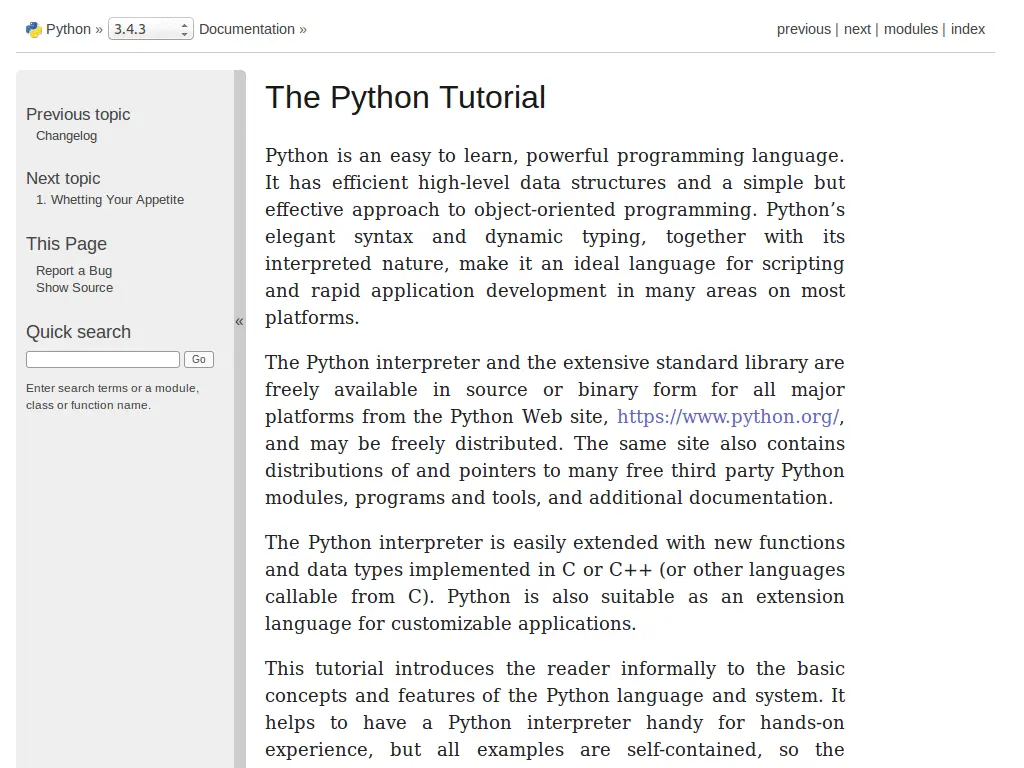 Python » 3.4.3 Documentation » previous | next | modules | index
Previous topic
Changelog
Next topic
1. Whetting Your Appetite
This Page
Report a Bug
Show Source
Quick search
Go
Enter search terms or a module,
class or function name.
«
The Python Tutorial
Python is an easy to learn, powerful programming language.
It has efficient high-level data structures and a simple but
effective approach to object-oriented programming. Python’s
elegant syntax and dynamic typing, together with its
interpreted nature, make it an ideal language for scripting
and rapid application development in many areas on most
platforms.
The Python interpreter and the extensive standard library are
freely available in source or binary form for all major
platforms from the Python Web site, https://www.python.org/,
and may be freely distributed. The same site also contains
distributions of and pointers to many free third party Python
modules, programs and tools, and additional documentation.
The Python interpreter is easily extended with new functions
and data types implemented in C or C++ (or other languages
callable from C). Python is also suitable as an extension
language for customizable applications.
This tutorial introduces the reader informally to the basic
concepts and features of the Python language and system. It
helps to have a Python interpreter handy for hands-on
experience, but all examples are self-contained, so the